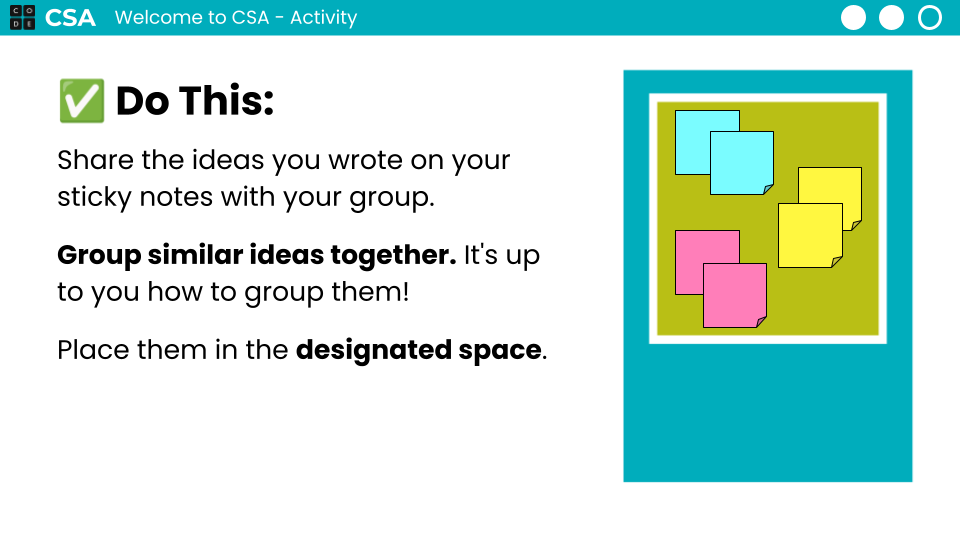 CODE CSA Welcome to CSA - Activity
✅ Do This:
Share the ideas you wrote on your
sticky notes with your group.
Group similar ideas together. It's up
to you how to group them!
Place them in the designated space.